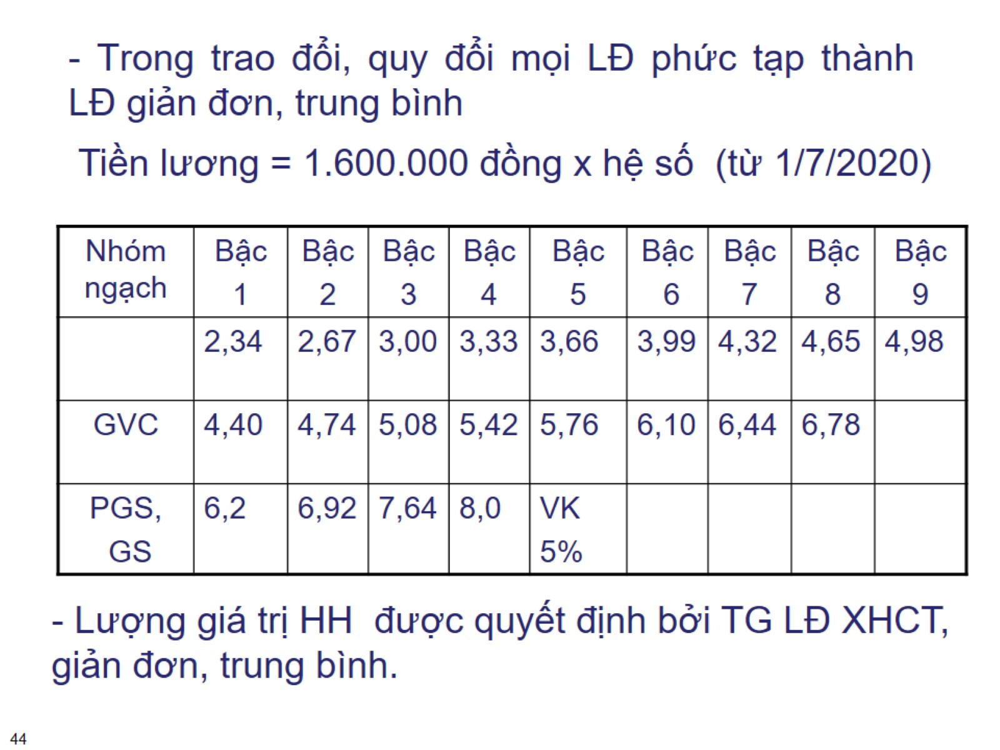 - Trong trao đổi, quy đổi mọi LĐ phức tạp thành
LĐ giản đơn, trung bình
Tiền lương = 1.600.000 đồng x hệ số (từ 1/7/2020)
Nhóm ngạch Bậc 1 Bậc 2 Bậc 3 Bậc 4 Bậc 5 Bậc 6 Bậc 7 Bậc 8 Bậc 9
2,34 2,67 3,00 3,33 3,66 3,99 4,32 4,65 4,98
GVC 4,40 4,74 5,08 5,42 5,76 6,10 6,44 6,78
PGS, GS 6,2 6,92 7,64 8,0 VK 5%
- Lượng giá trị HH được quyết định bởi TG LĐ XHCT,
giản đơn, trung bình.
44